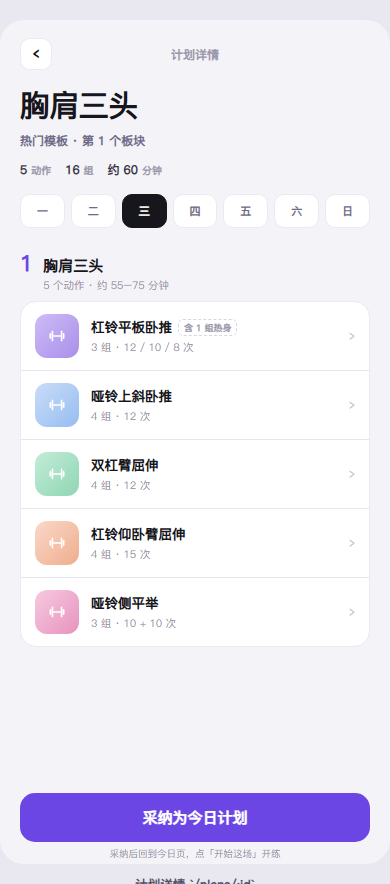 计划详情
胸肩三头
热门模板 · 第 1 个板块
5 动作 16 组 约 60 分钟
一 二 三 四 五 六 日
1 胸肩三头
5 个动作 · 约 55–75 分钟
杠铃平板卧推 含 1 组热身
3 组 · 12 / 10 / 8 次
哑铃上斜卧推
4 组 · 12 次
双杠臂屈伸
4 组 · 12 次
杠铃仰卧臂屈伸
4 组 · 15 次
哑铃侧平举
3 组 · 10 + 10 次
采纳为今日计划
采纳后回到今日页，点「开始这场」开练